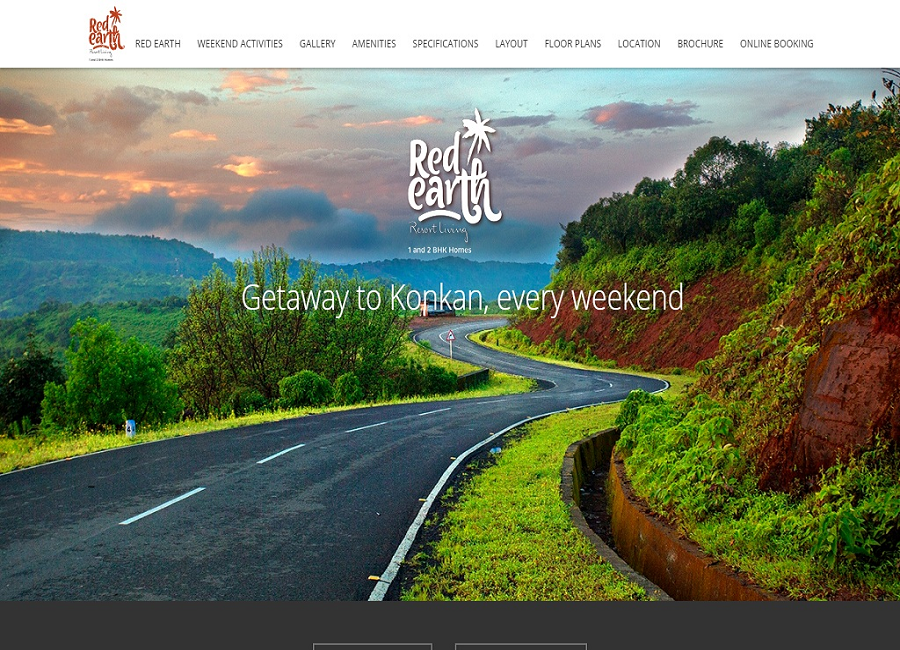 Red
earth
Resort Living
1 and 2 BHK Homes
RED EARTH WEEKEND ACTIVITIES GALLERY AMENITIES SPECIFICATIONS LAYOUT FLOOR PLANS LOCATION BROCHURE ONLINE BOOKING
Red
earth
Resort Living
1 and 2 BHK Homes
Getaway to Konkan, every weekend